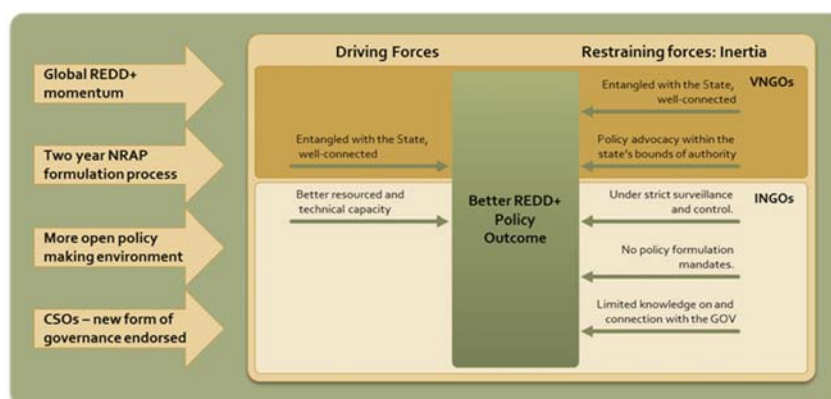 Global REDD+
momentum
Two year NRAP
formulation process
More open policy
making environment
CSOs – new form of
governance endorsed
Driving Forces
Restraining forces: Inertia
VNGOs
Entangled with the State,
well-connected
Entangled with the State,
well-connected
Policy advocacy within the
state's bounds of authority
Better REDD+
Policy
Outcome
INGOs
Better resourced and
technical capacity
Under strict surveillance
and control.
No policy formulation
mandates.
Limited knowledge on and
connection with the GOV